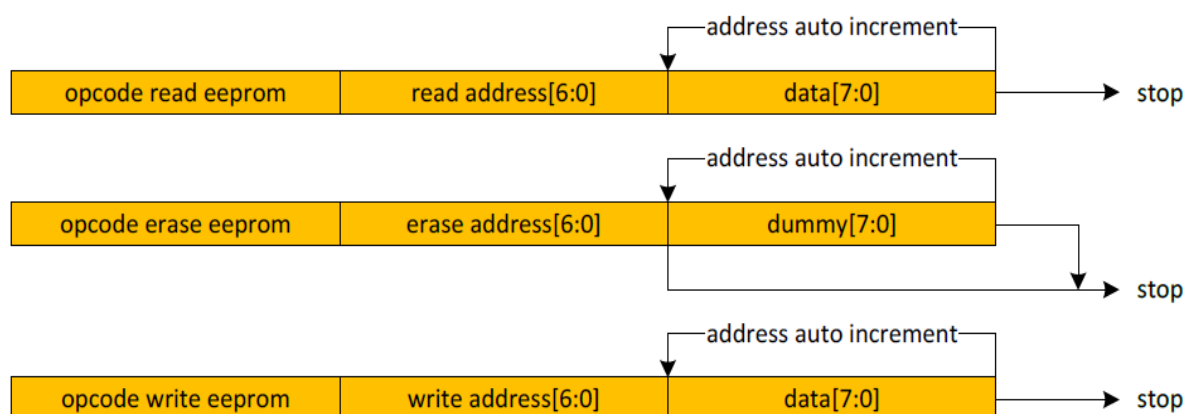 address auto increment
opcode read eeprom read address[6:0] data[7:0] stop
address auto increment
opcode erase eeprom erase address[6:0] dummy[7:0]
stop
address auto increment
opcode write eeprom write address[6:0] data[7:0] stop